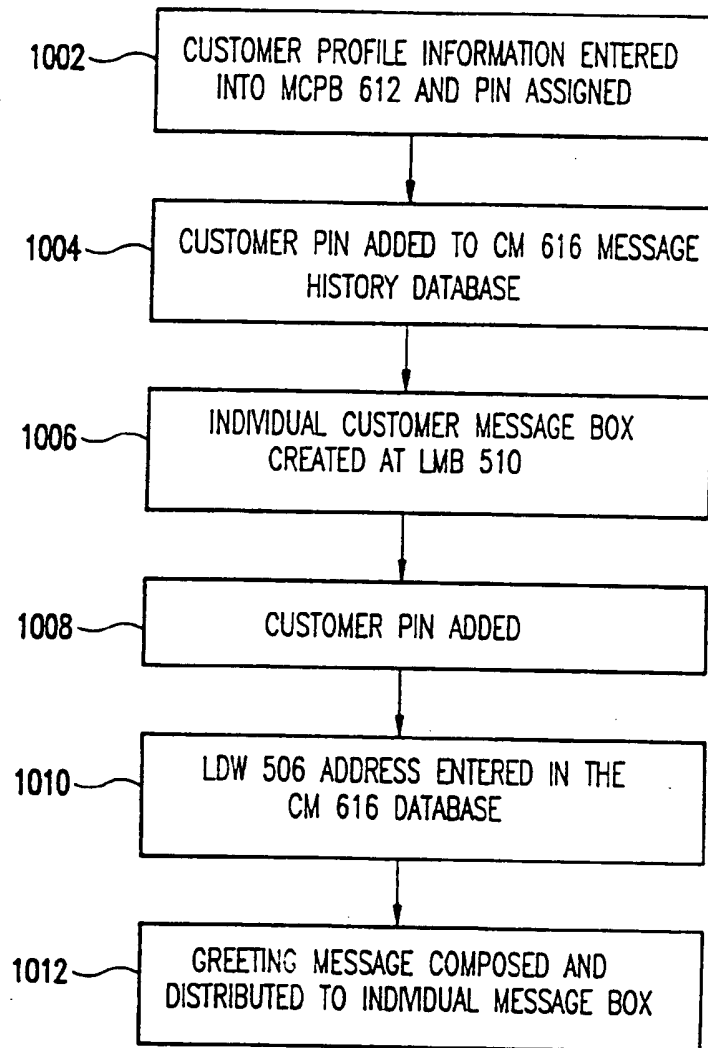 1002
CUSTOMER PROFILE INFORMATION ENTERED
INTO MCPB 612 AND PIN ASSIGNED
1004
CUSTOMER PIN ADDED TO CM 616 MESSAGE
HISTORY DATABASE
1006
INDIVIDUAL CUSTOMER MESSAGE BOX
CREATED AT LMB 510
1008
CUSTOMER PIN ADDED
1010
LDW 506 ADDRESS ENTERED IN THE
CM 616 DATABASE
1012
GREETING MESSAGE COMPOSED AND
DISTRIBUTED TO INDIVIDUAL MESSAGE BOX